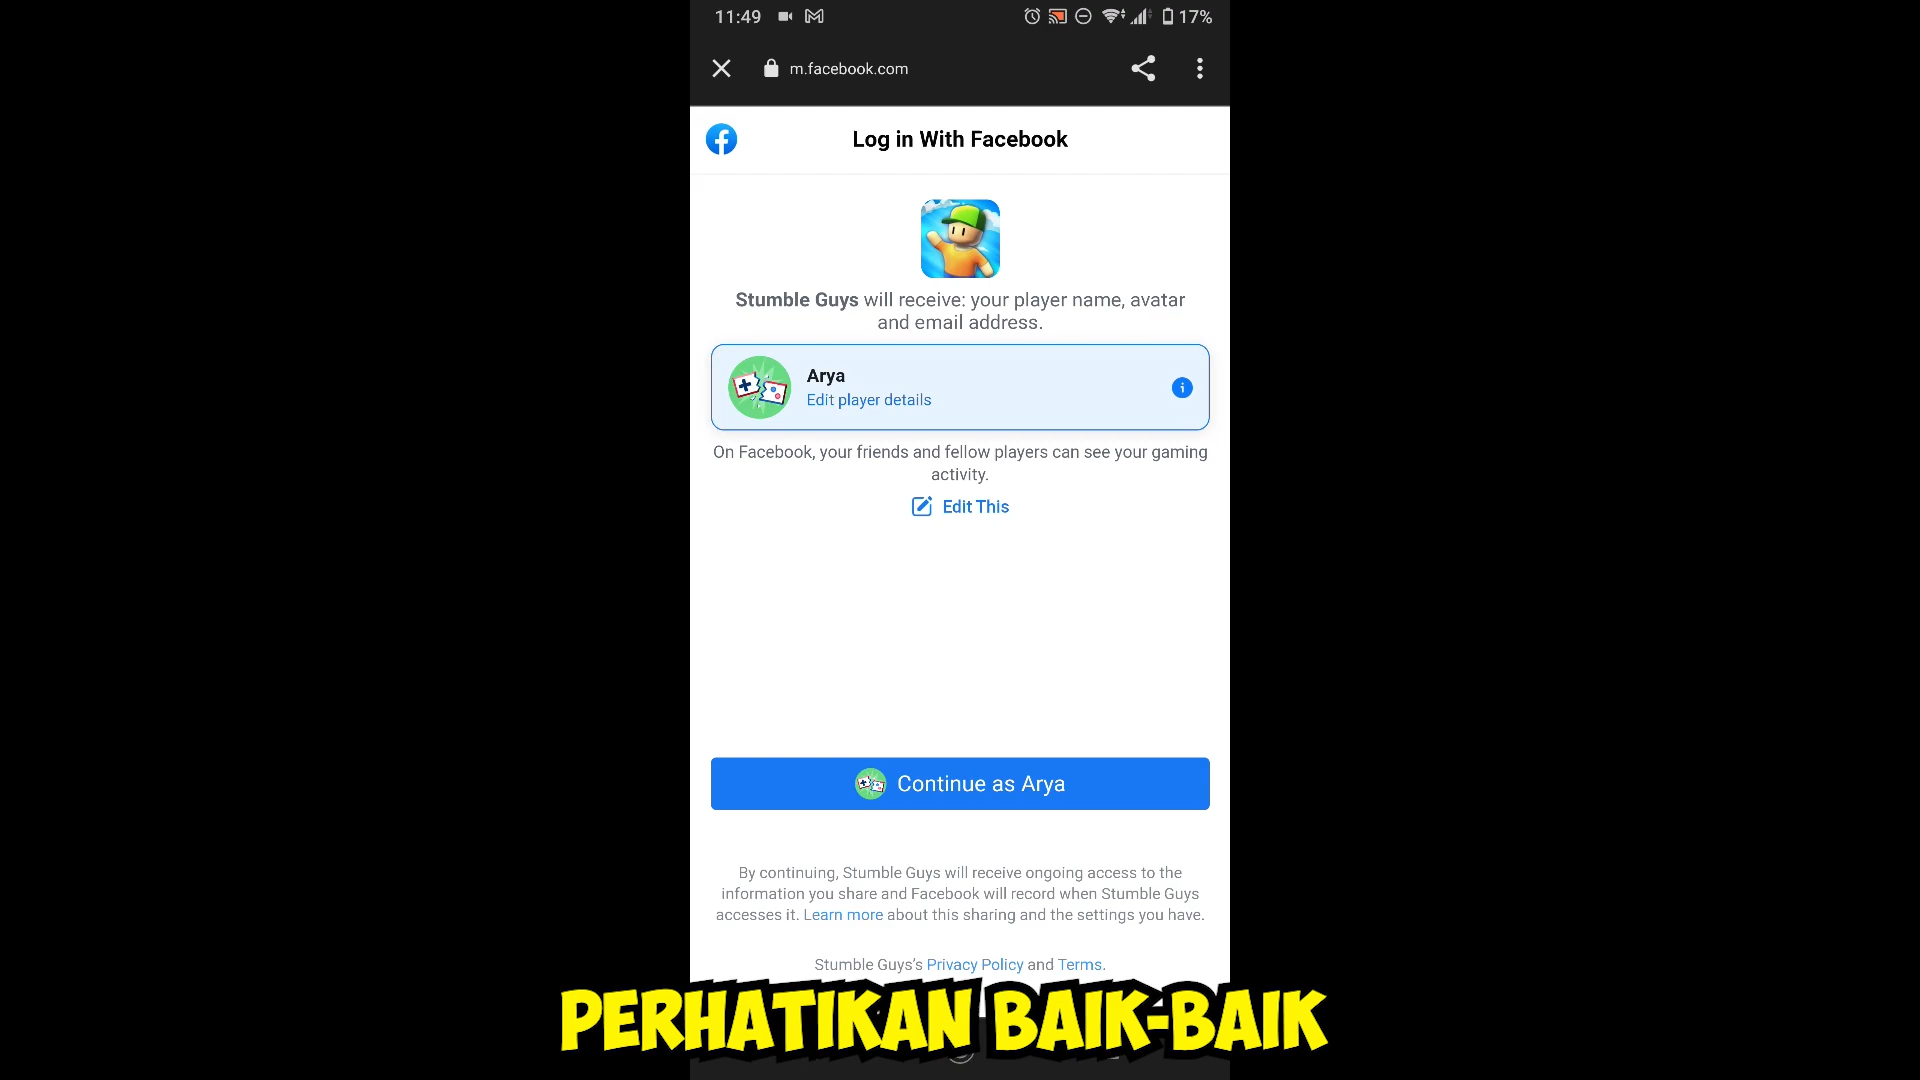 11:49
17%
m.facebook.com
Log in With Facebook
Stumble Guys will receive: your player name, avatar
and email address.
Arya
Edit player details
On Facebook, your friends and fellow players can see your gaming
activity.
Edit This
Continue as Arya
By continuing, Stumble Guys will receive ongoing access to the
information you share and Facebook will record when Stumble Guys
accesses it. Learn more about this sharing and the settings you have.
Stumble Guys's Privacy Policy and Terms.
PERHATIKAN BAIK-BAIK